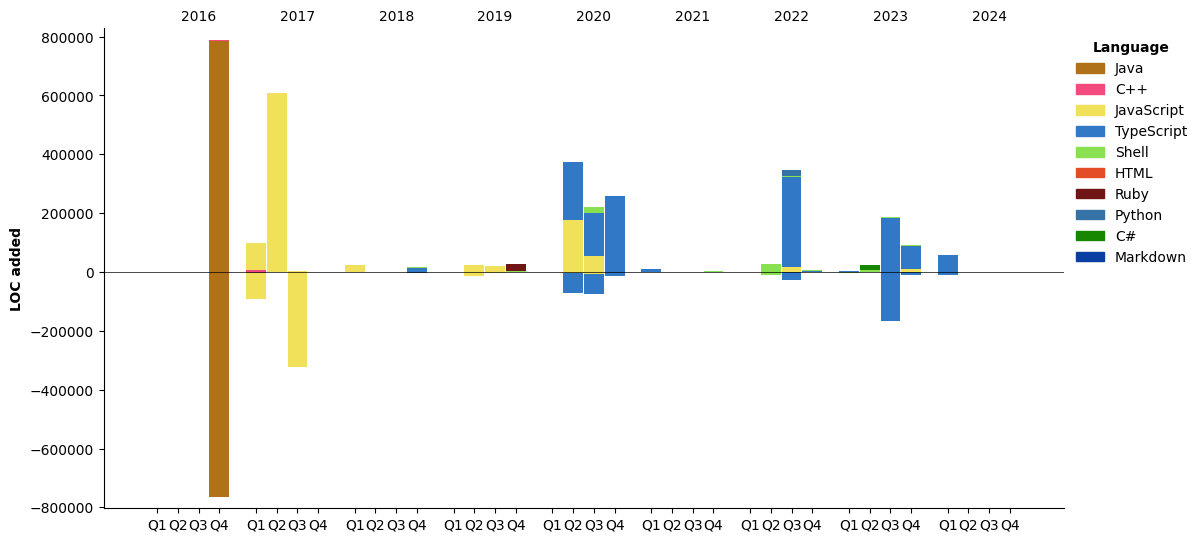 2016 2017 2018 2019 2020 2021 2022 2023 2024
800000
600000
400000
200000
0
−200000
−400000
−600000
−800000
LOC added
Q1 Q2 Q3 Q4 Q1 Q2 Q3 Q4 Q1 Q2 Q3 Q4 Q1 Q2 Q3 Q4 Q1 Q2 Q3 Q4 Q1 Q2 Q3 Q4 Q1 Q2 Q3 Q4 Q1 Q2 Q3 Q4 Q1 Q2 Q3 Q4
Language
Java
C++
JavaScript
TypeScript
Shell
HTML
Ruby
Python
C#
Markdown